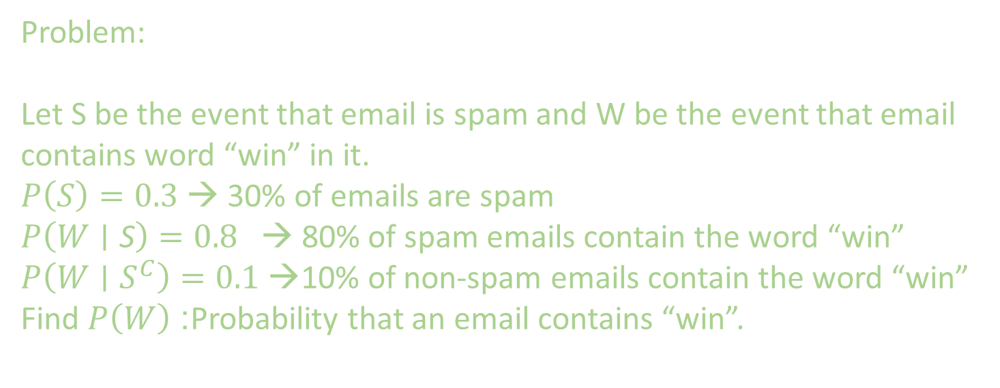 Problem:
Let S be the event that email is spam and W be the event that email
contains word “win” in it.
P(S) = 0.3 → 30% of emails are spam
P(W | S) = 0.8 → 80% of spam emails contain the word “win”
P(W | Sᶜ) = 0.1 →10% of non-spam emails contain the word “win”
Find P(W) :Probability that an email contains “win”.